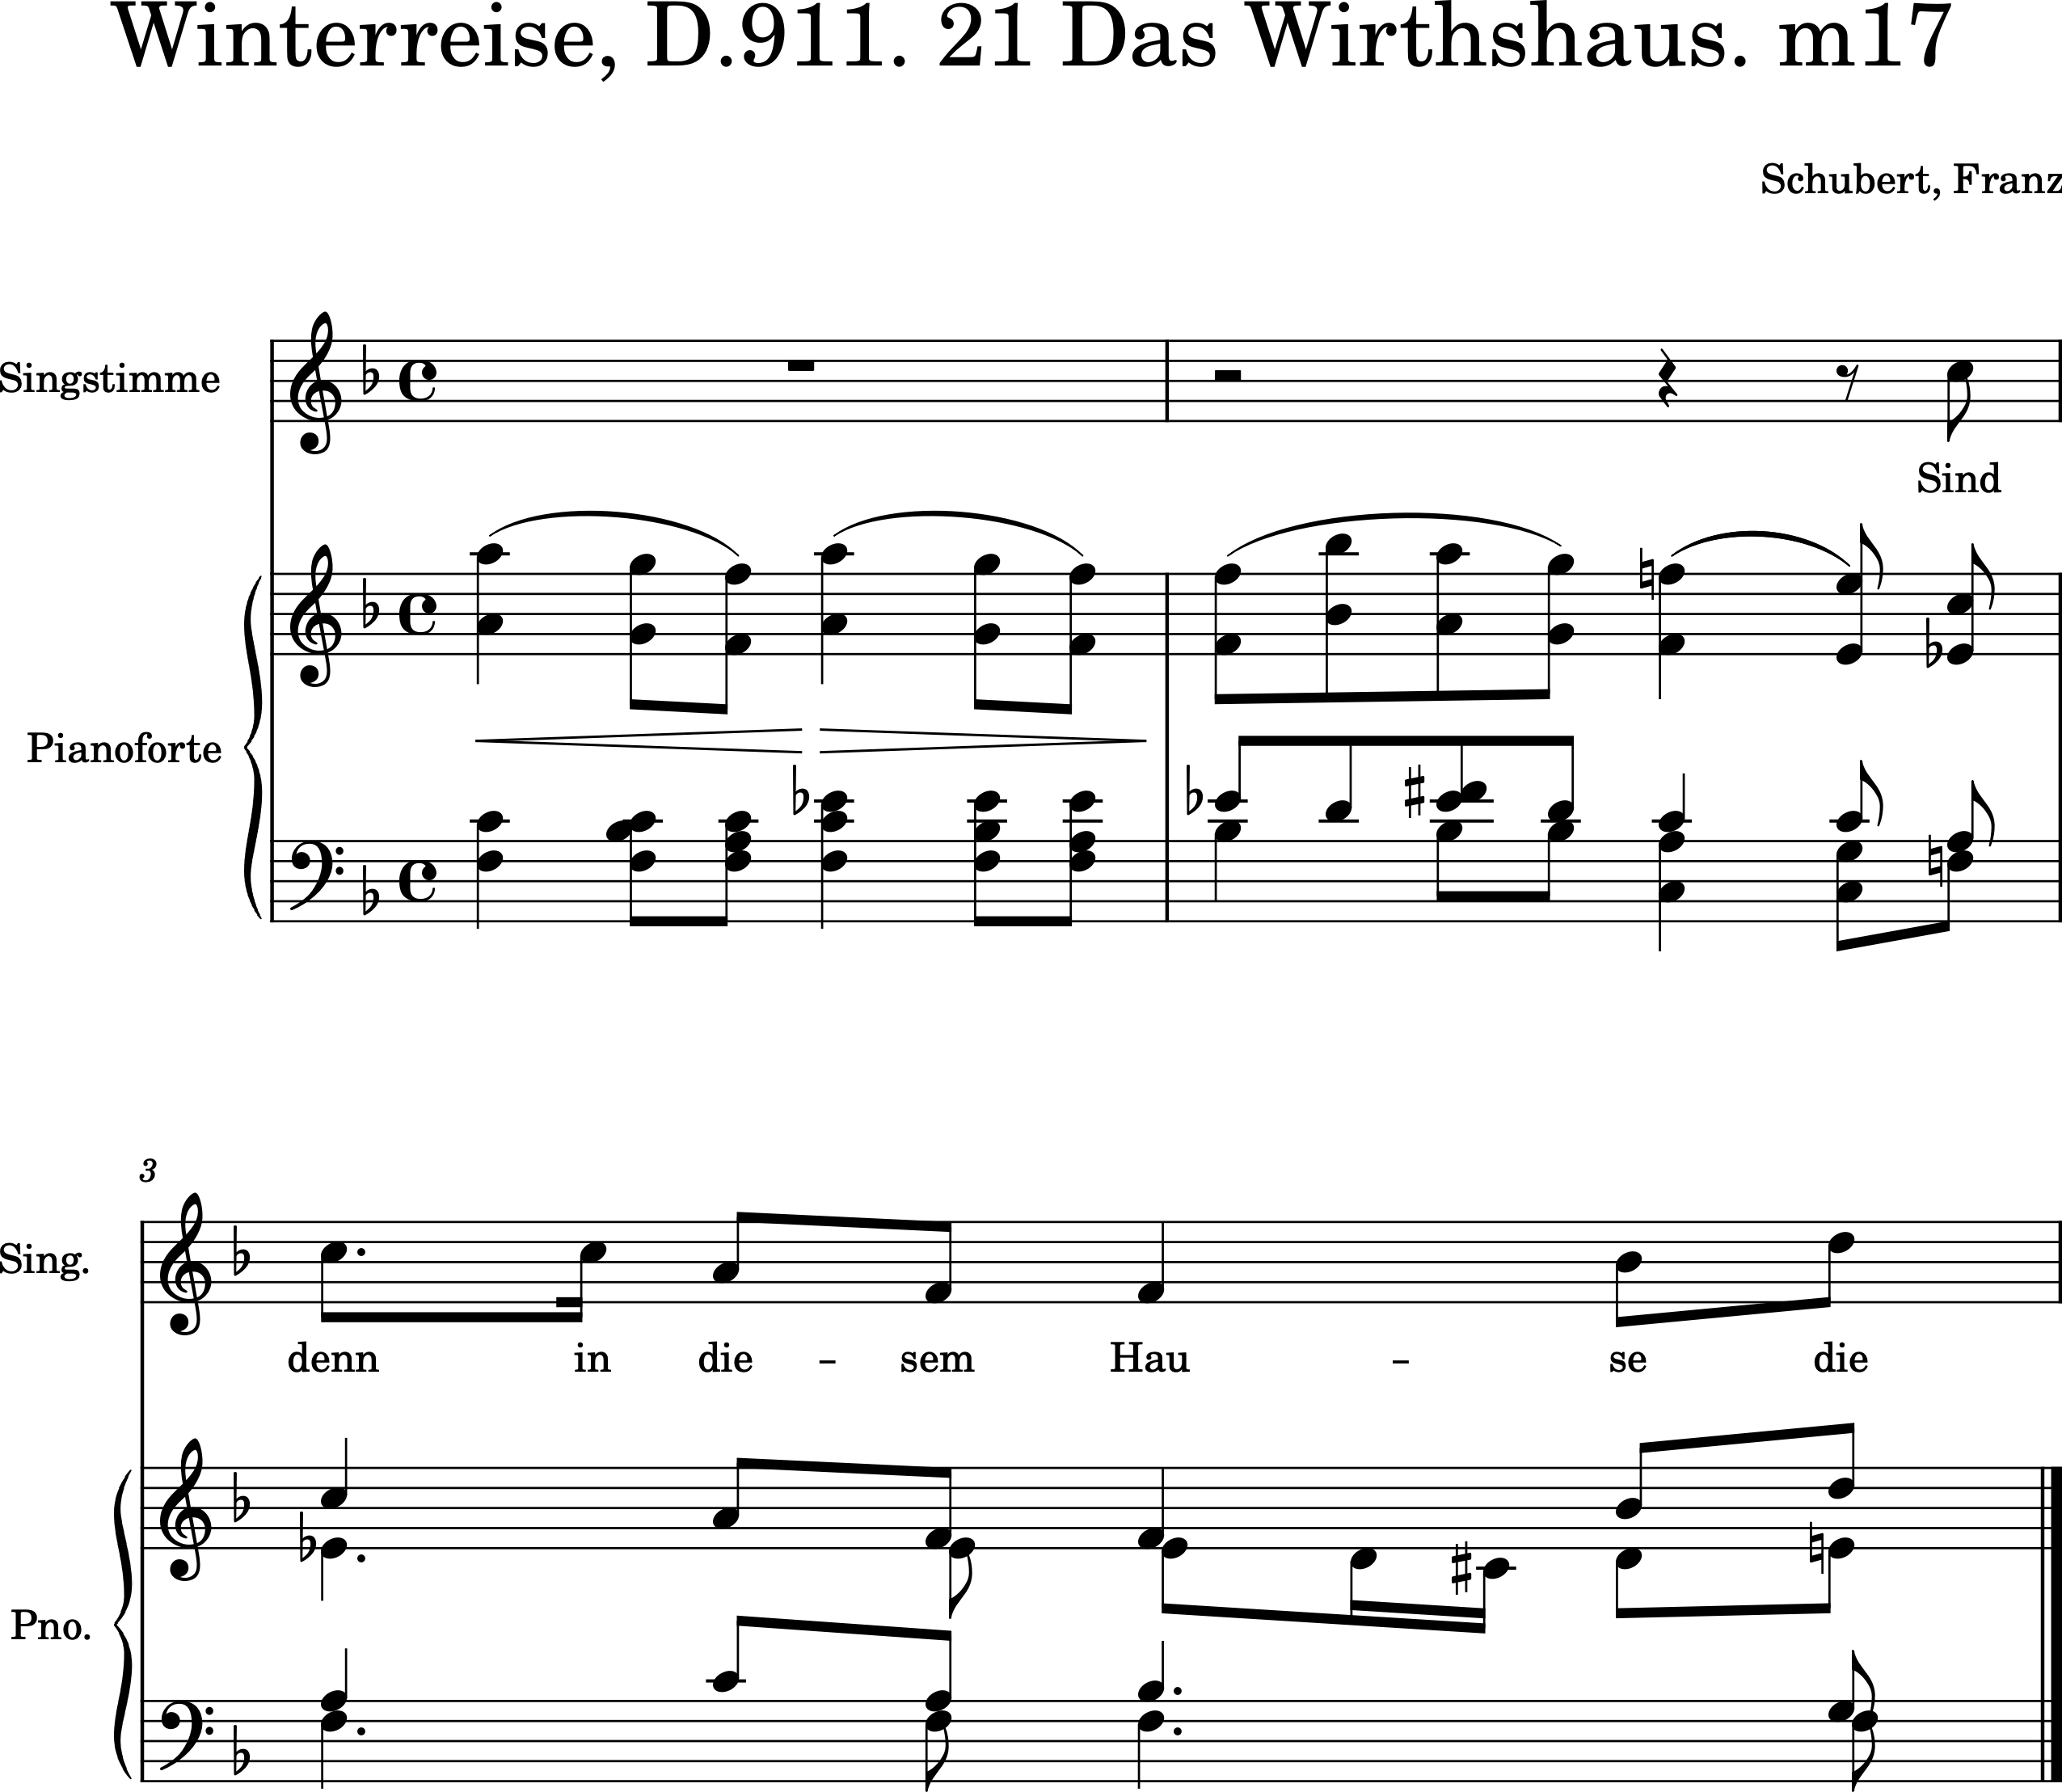 Winterreise, D.911. 21 Das Wirthshaus. m17
Schubert, Franz
Singstimme
Sind
Pianoforte
3
Sing.
denn in die – sem Hau – se die
Pno.